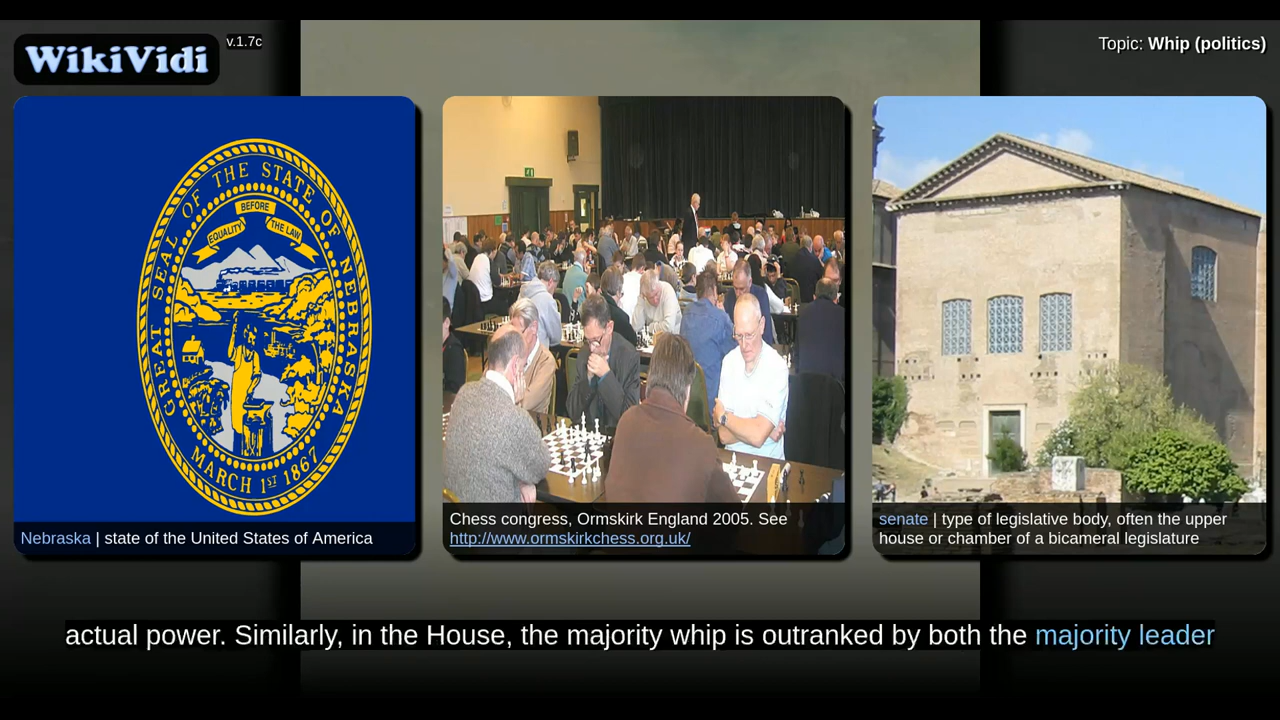 WikiVidi
v.1.7c
Topic: Whip (politics)
GREAT SEAL OF THE STATE OF NEBRASKA
EQUALITY BEFORE THE LAW
MARCH 1ST 1867
Nebraska | state of the United States of America
Chess congress, Ormskirk England 2005. See
http://www.ormskirkchess.org.uk/
senate | type of legislative body, often the upper
house or chamber of a bicameral legislature
actual power. Similarly, in the House, the majority whip is outranked by both the majority leader